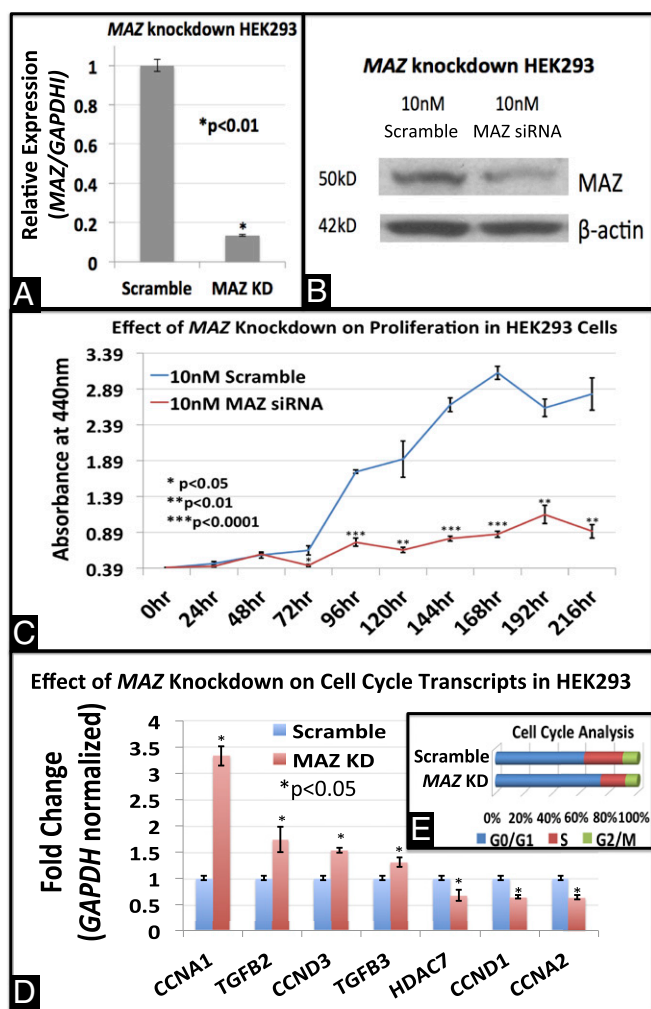 MAZ knockdown HEK293
Relative Expression
(MAZ/GAPDHI)
1
0.8
0.6
0.4
0.2
0
*p<0.01
*
Scramble
MAZ KD
A
MAZ knockdown HEK293
10nM
Scramble
10nM
MAZ siRNA
50kD
MAZ
42kD
β-actin
B
Effect of MAZ Knockdown on Proliferation in HEK293 Cells
Absorbance at 440nm
3.39
2.89
2.39
1.89
1.39
0.89
0.39
10nM Scramble
10nM MAZ siRNA
* p<0.05
**p<0.01
***p<0.0001
* *** ** *** *** ** **
0hr 24hr 48hr 72hr 96hr 120hr 144hr 168hr 192hr 216hr
C
Effect of MAZ Knockdown on Cell Cycle Transcripts in HEK293
Fold Change
(GAPDH normalized)
4
3.5
3
2.5
2
1.5
1
0.5
0
Scramble
MAZ KD
*p<0.05
* * * * * * *
CCNA1 TGFB2 CCND3 TGFB3 HDAC7 CCND1 CCNA2
D
Cell Cycle Analysis
Scramble
MAZ KD
0% 20% 40% 60% 80% 100%
G0/G1 S G2/M
E